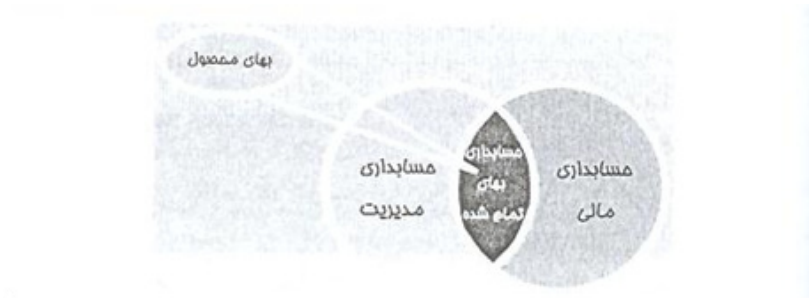 بهای محصول
حسابداری
مدیریت
حسابداری
بهای
تمام شده
حسابداری
مالی